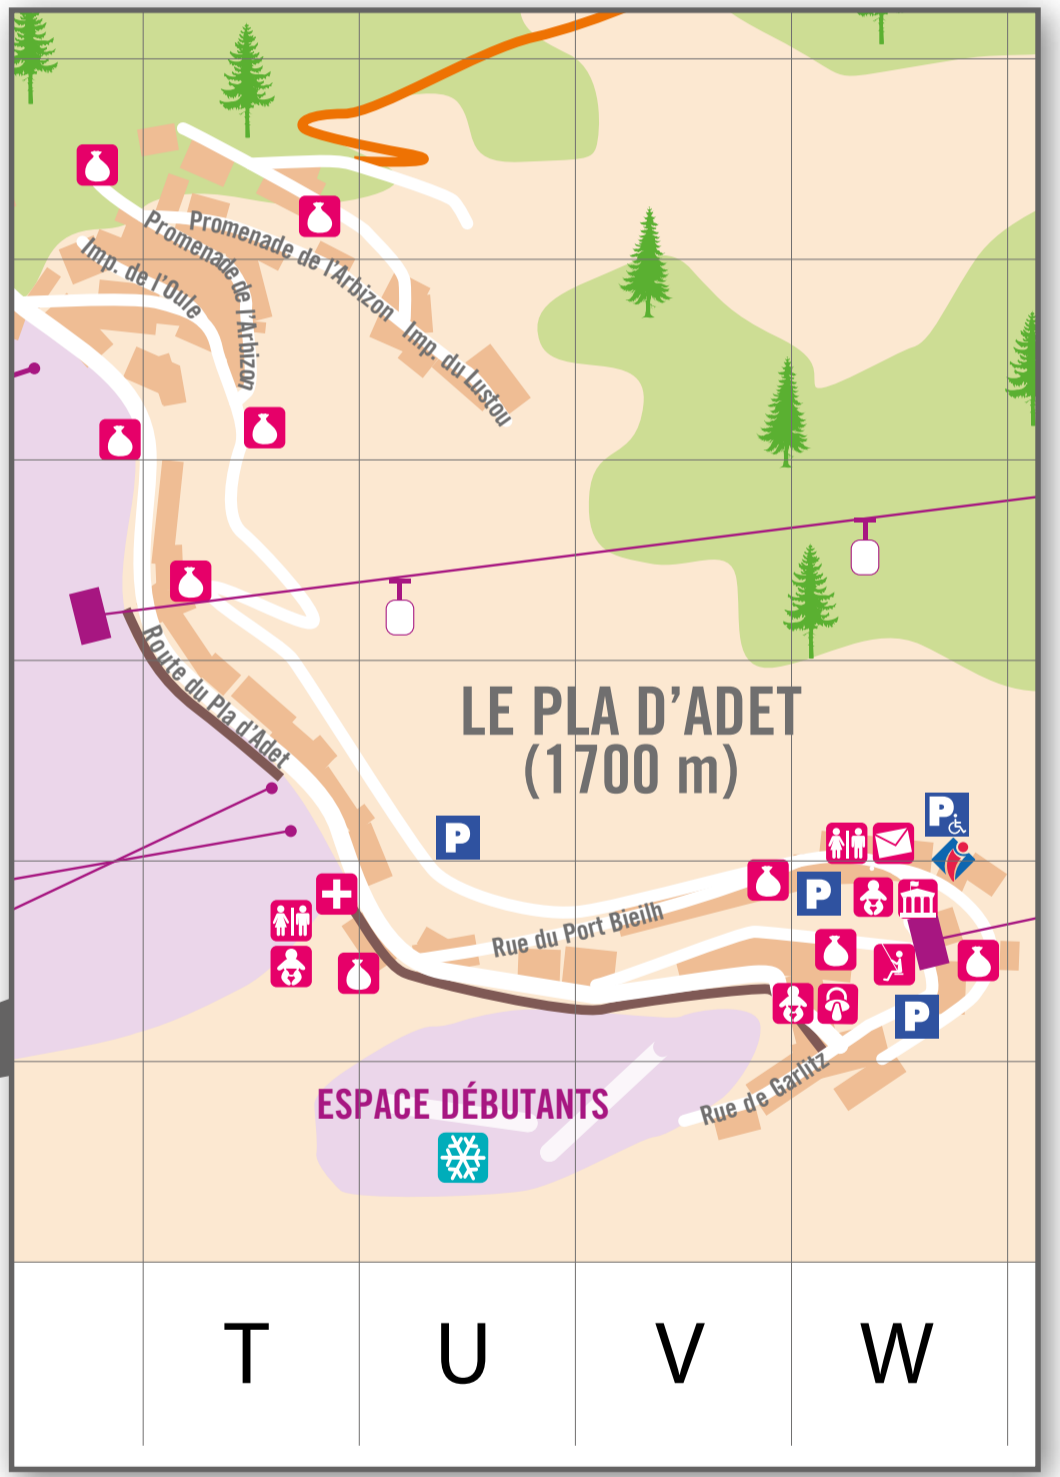 Promenade de l'Arbizon
Promenade de l'Arbizon
Imp. de l'Oule
Imp. du Lustou
Route du Pla d'Adet
LE PLA D'ADET
(1700 m)
P
P
P
Rue du Port Bieilh
P
ESPACE DÉBUTANTS
Rue de Garlitz
T U V W